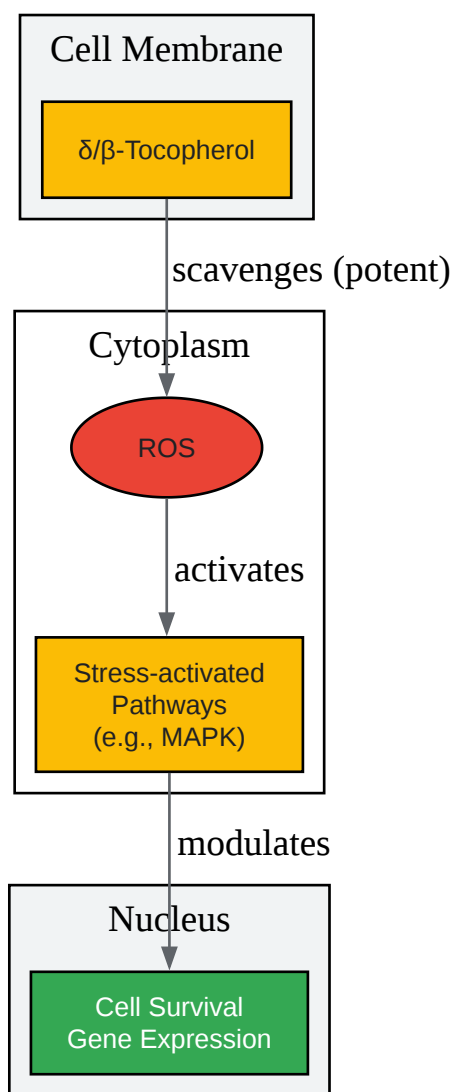 Cell Membrane
δ/β-Tocopherol
scavenges (potent)
Cytoplasm
ROS
activates
Stress-activated
Pathways
(e.g., MAPK)
modulates
Nucleus
Cell Survival
Gene Expression